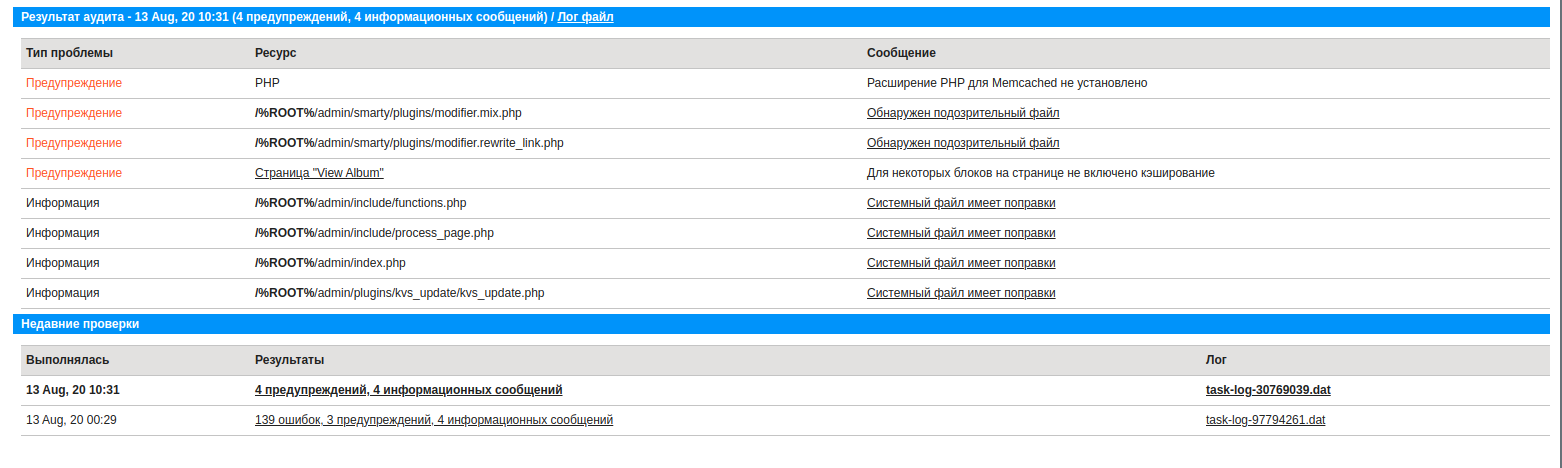 Результат аудита - 13 Aug, 20 10:31 (4 предупреждений, 4 информационных сообщений) / Лог файл
Тип проблемы Ресурс Сообщение
Предупреждение PHP Расширение PHP для Memcached не установлено
Предупреждение /%ROOT%/admin/smarty/plugins/modifier.mix.php Обнаружен подозрительный файл
Предупреждение /%ROOT%/admin/smarty/plugins/modifier.rewrite_link.php Обнаружен подозрительный файл
Предупреждение Страница "View Album" Для некоторых блоков на странице не включено кэширование
Информация /%ROOT%/admin/include/functions.php Системный файл имеет поправки
Информация /%ROOT%/admin/include/process_page.php Системный файл имеет поправки
Информация /%ROOT%/admin/index.php Системный файл имеет поправки
Информация /%ROOT%/admin/plugins/kvs_update/kvs_update.php Системный файл имеет поправки
Недавние проверки
Выполнялась Результаты Лог
13 Aug, 20 10:31 4 предупреждений, 4 информационных сообщений task-log-30769039.dat
13 Aug, 20 00:29 139 ошибок, 3 предупреждений, 4 информационных сообщений task-log-97794261.dat